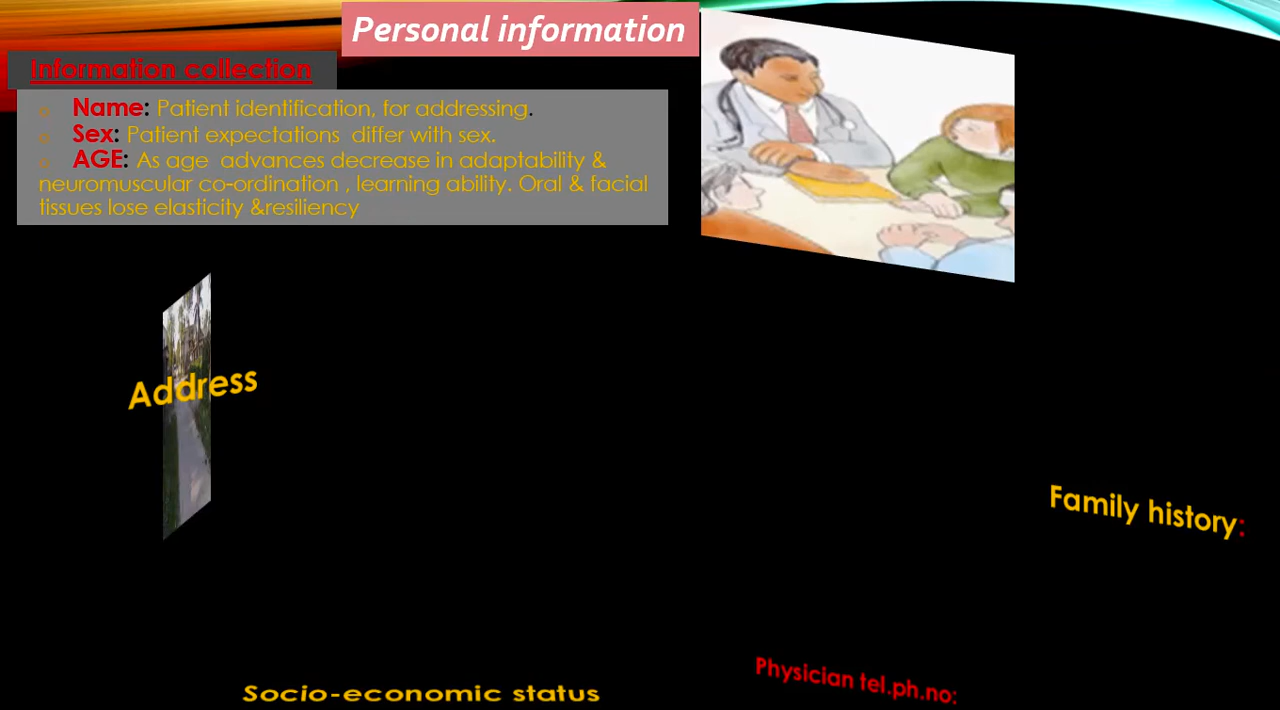 Personal information
Information collection
Name: Patient identification, for addressing.
Sex: Patient expectations differ with sex.
AGE: As age advances decrease in adaptability &
neuromuscular co-ordination , learning ability. Oral & facial
tissues lose elasticity &resiliency
Address
Family history:
Physician tel.ph.no:
Socio-economic status